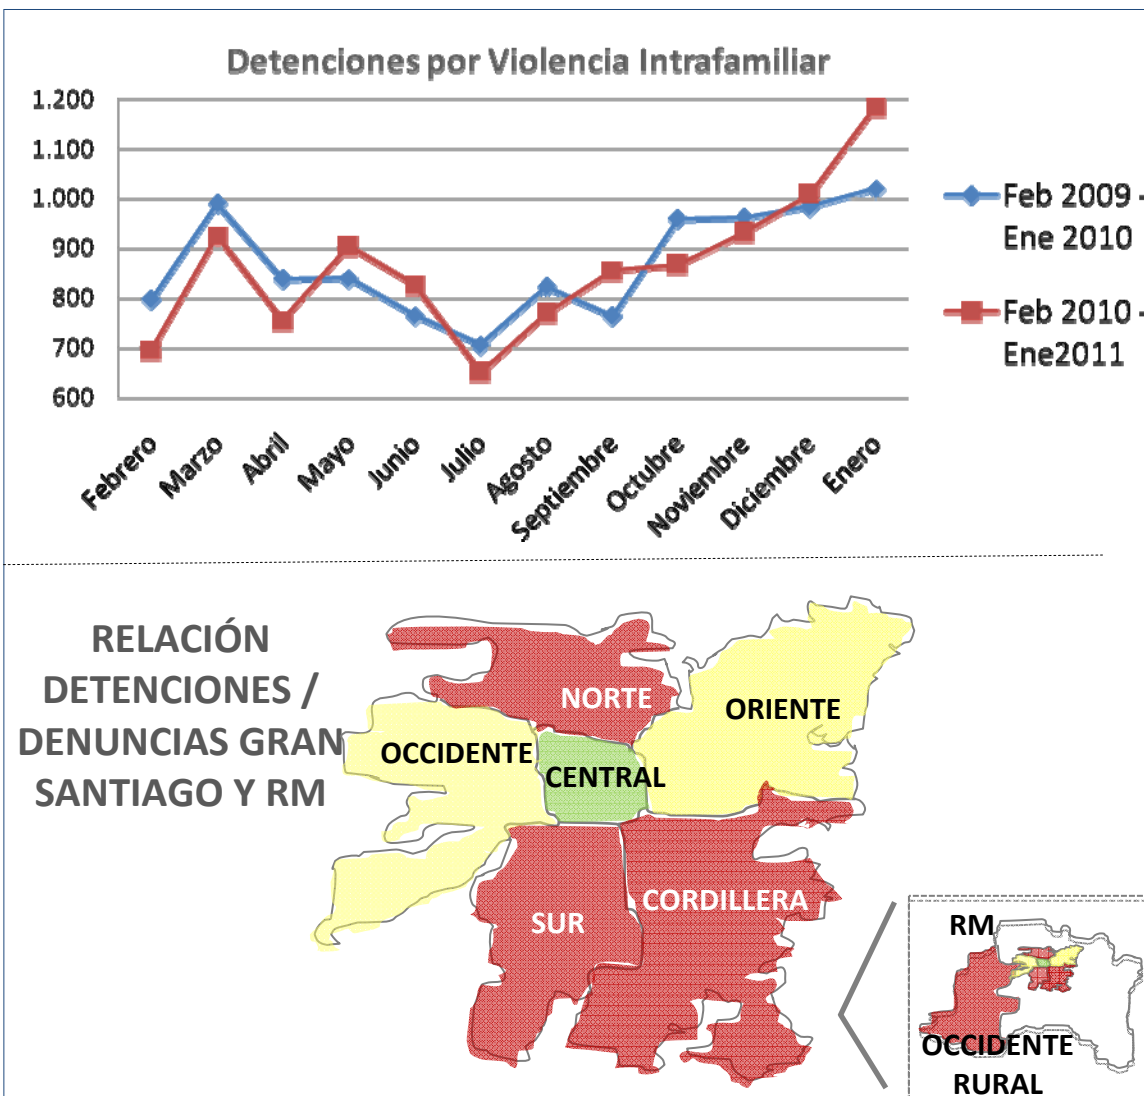 Detenciones por Violencia Intrafamiliar
1.200
1.100
1.000
900
800
700
600
Febrero
Marzo
Abril
Mayo
Junio
Julio
Agosto
Septiembre
Octubre
Noviembre
Diciembre
Enero
Feb 2009 -
Ene 2010
Feb 2010 -
Ene2011
RELACIÓN
DETENCIONES /
DENUNCIAS GRAN
SANTIAGO Y RM
NORTE
ORIENTE
OCCIDENTE
CENTRAL
CORDILLERA
SUR
RM
OCCIDENTE
RURAL